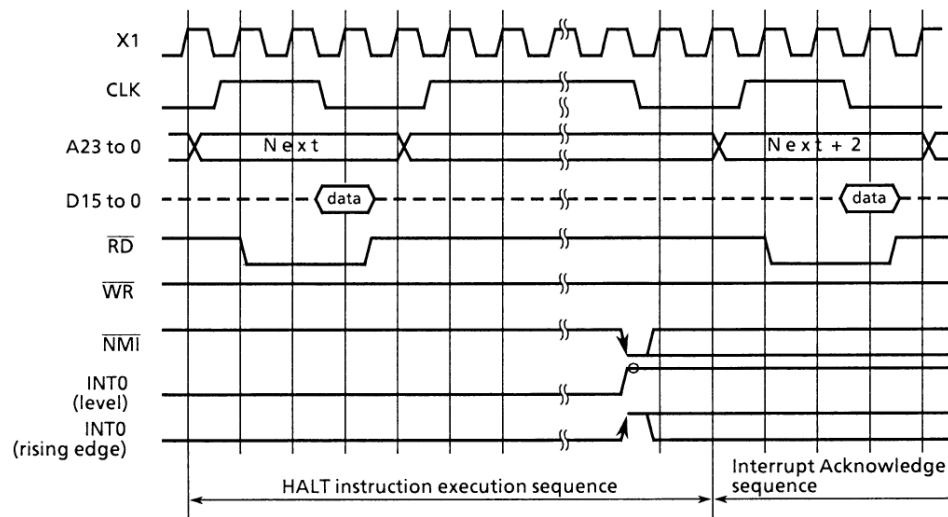 X1
CLK
A23 to 0
Next
Next + 2
D15 to 0
data
data
RD
WR
NMI
INT0
(level)
INT0
(rising edge)
HALT instruction execution sequence
Interrupt Acknowledge
sequence